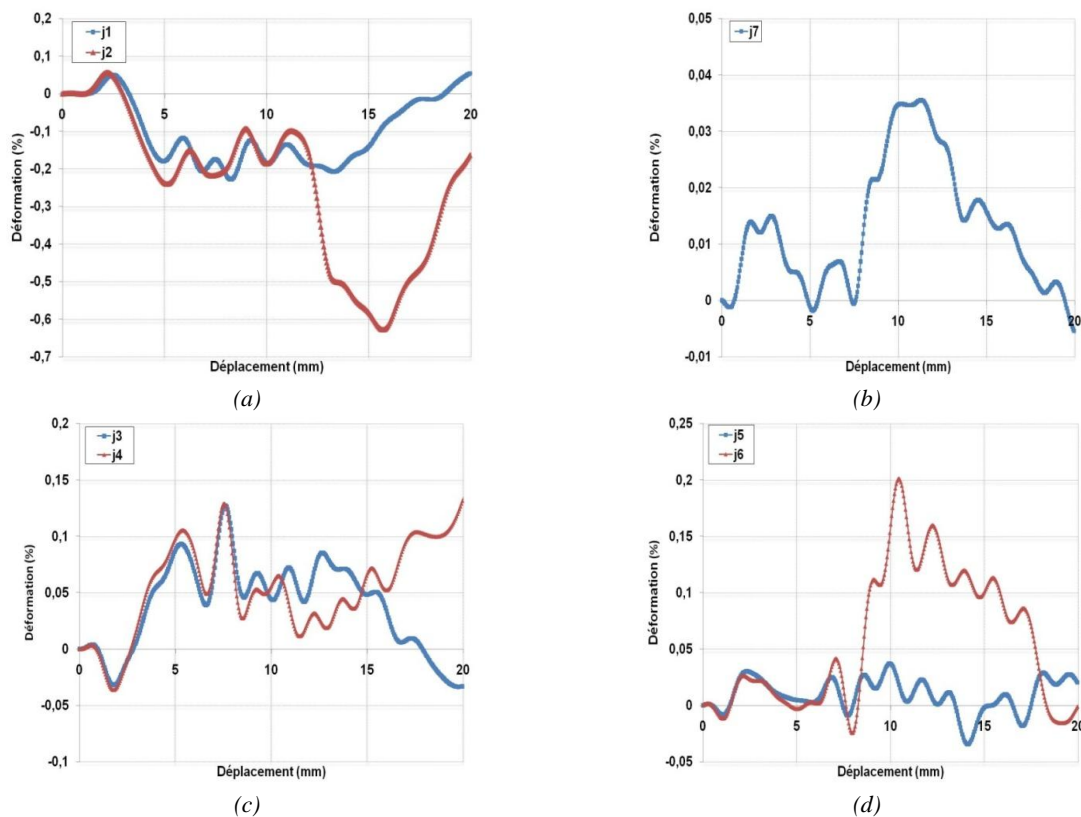 0,2
0,1
0
-0,1
-0,2
-0,3
-0,4
-0,5
-0,6
-0,7
0 5 10 15 20
j1
j2
Déformation (%)
Déplacement (mm)
(a)
0,05
0,04
0,03
0,02
0,01
0
-0,01
0 5 10 15 20
j7
Déformation (%)
Déplacement (mm)
(b)
0,2
0,15
0,1
0,05
0
-0,05
-0,1
0 5 10 15 20
j3
j4
Déformation (%)
Déplacement (mm)
(c)
0,25
0,2
0,15
0,1
0,05
0
-0,05
0 5 10 15 20
j5
j6
Déformation (%)
Déplacement (mm)
(d)